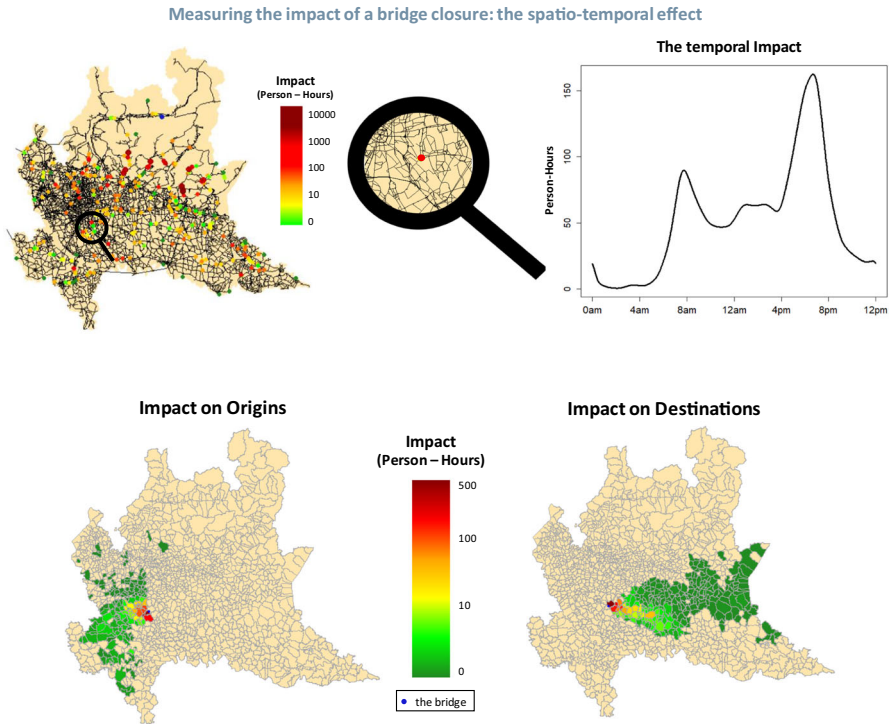 Measuring the impact of a bridge closure: the spatio-temporal effect
Impact
(Person – Hours)
10000
1000
100
10
0
The temporal Impact
Person-Hours
150
100
50
0
0am 4am 8am 12am 4pm 8pm 12pm
Impact on Origins
Impact
(Person – Hours)
500
100
10
0
the bridge
Impact on Destinations